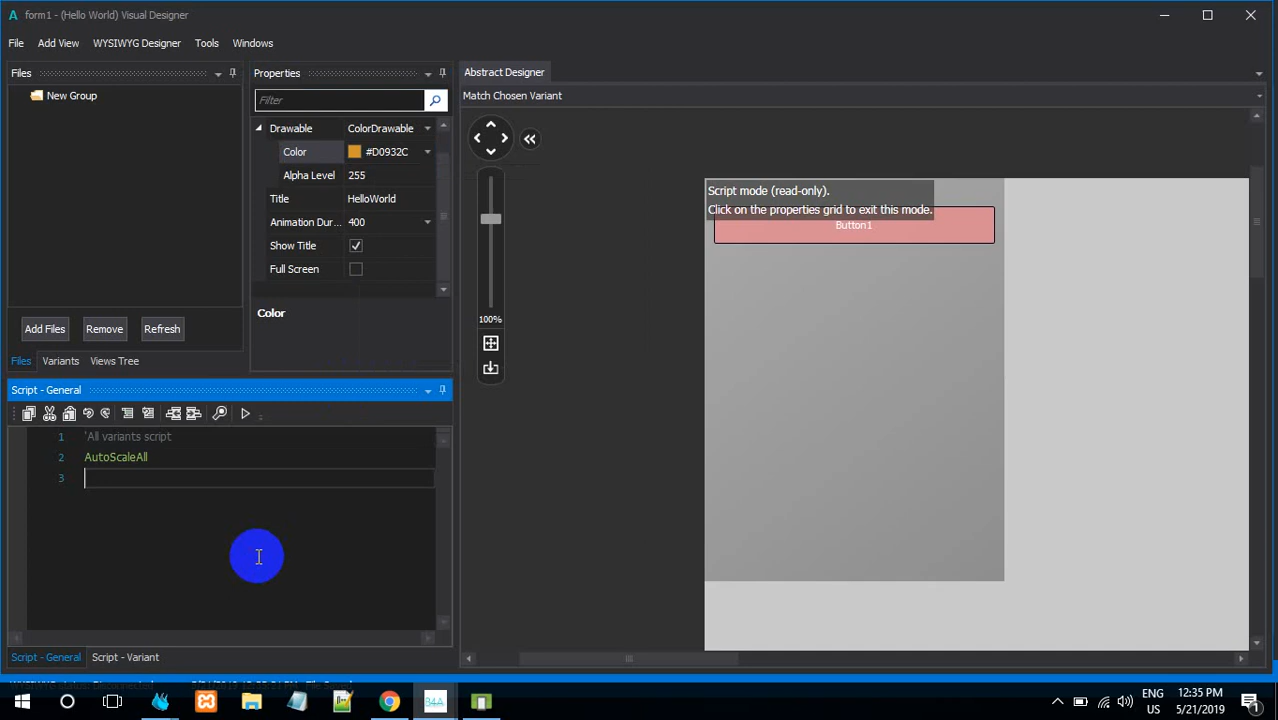 form1 - (Hello World) Visual Designer
File Add View WYSIWYG Designer Tools Windows
Files
New Group
Add Files Remove Refresh
Files Variants Views Tree
Properties
Filter
Drawable ColorDrawable
Color #D0932C
Alpha Level 255
Title HelloWorld
Animation Dur... 400
Show Title
Full Screen
Color
Abstract Designer
Match Chosen Variant
100%
Script mode (read-only).
Click on the properties grid to exit this mode.
Button1
Script - General
1 'All variants script
2 AutoScaleAll
3
Script - General Script - Variant
B4A
ENG
US
12:35 PM
5/21/2019
1